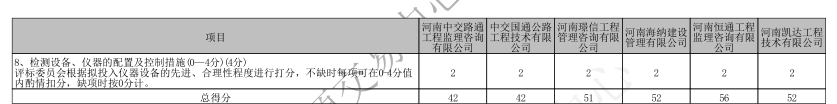 项目 河南中交路通工程监理咨询有限公司 中交国通公路工程技术有限公司 河南璟信工程管理咨询有限公司 河南海纳建设管理有限公司 河南恒通工程监理咨询有限公司 河南凯达工程技术有限公司
8、检测设备、仪器的配置及控制措施(0—4分)(4分)
评标委员会根据拟投入仪器设备的先进、合理性程度进行打分，不缺时每项可在0-4分值
内酌情扣分，缺项时按0分计。
2 2 2 2 2 2
总得分 42 42 51 52 56 52
交易中心